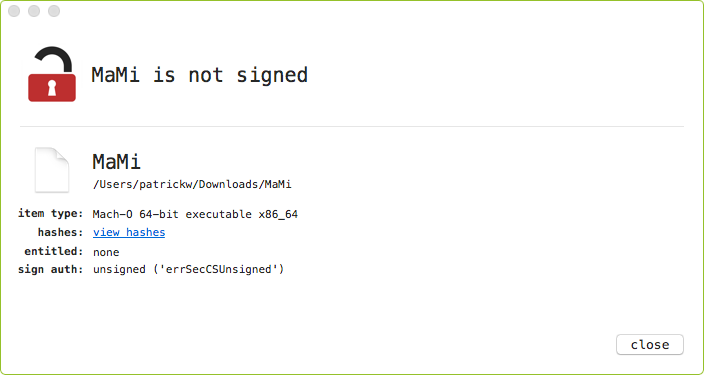 MaMi is not signed
MaMi
/Users/patrickw/Downloads/MaMi
item type: Mach-O 64-bit executable x86_64
hashes: view hashes
entitled: none
sign auth: unsigned ('errSecCSUnsigned')
close